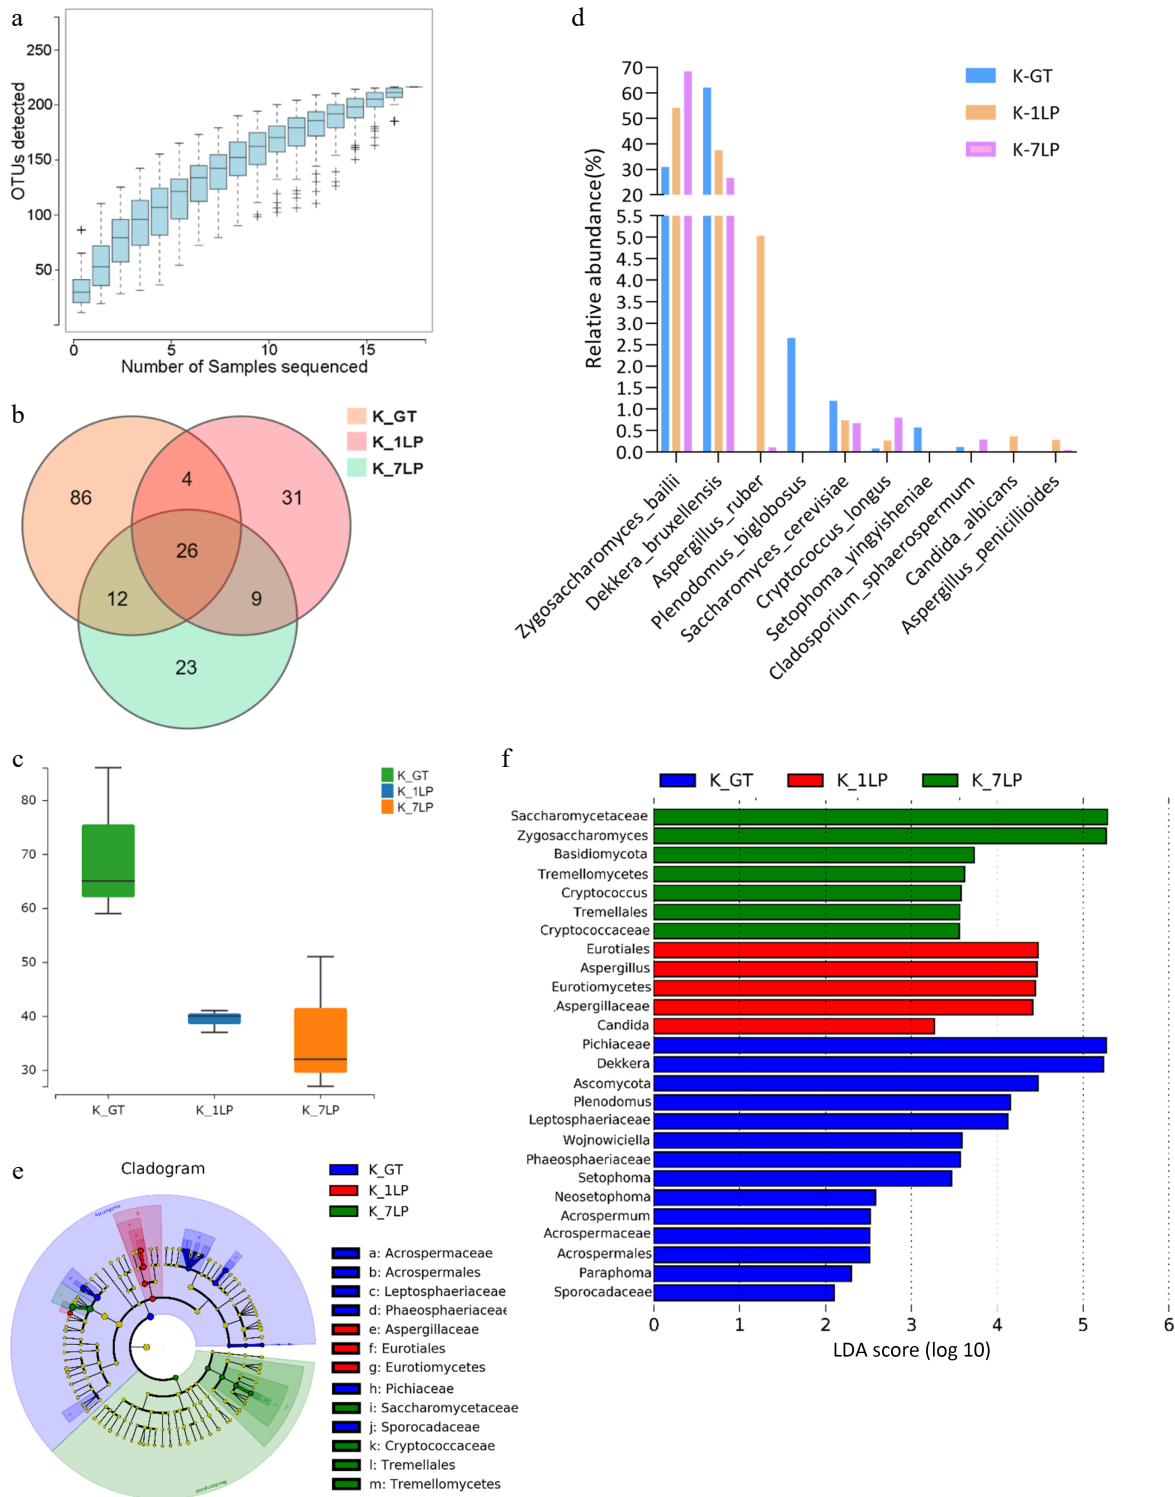 a
250
200
150
100
50
OTUs detected
0
5
10
15
Number of Samples sequenced
b
K_GT
K_1LP
K_7LP
86
4
31
26
12
9
23
c
K_GT
K_1LP
K_7LP
80
70
60
50
40
30
K_GT
K_1LP
K_7LP
d
K-GT
K-1LP
K-7LP
70
60
50
40
30
20
5.5
5.0
4.5
4.0
3.5
3.0
2.5
2.0
1.5
1.0
0.5
0.0
Relative abundance(%)
Zygosaccharomyces_bailii
Dekkera_bruxellensis
Aspergillus_ruber
Plenodomus_biglobosus
Saccharomyces_cerevisiae
Cryptococcus_longus
Setophoma_yingyisheniae
Cladosporium_sphaerospermum
Candida_albicans
Aspergillus_penicillioides
e
Cladogram
K_GT
K_1LP
K_7LP
a: Acrospermaceae
b: Acrospermales
c: Leptosphaeriaceae
d: Phaeosphaeriaceae
e: Aspergillaceae
f: Eurotiales
g: Eurotiomycetes
h: Pichiaceae
i: Saccharomycetaceae
j: Sporocadaceae
k: Cryptococcaceae
l: Tremellales
m: Tremellomycetes
f
K_GT
K_1LP
K_7LP
Saccharomycetaceae
Zygosaccharomyces
Basidiomycota
Tremellomycetes
Cryptococcus
Tremellales
Cryptococcaceae
Eurotiales
Aspergillus
Eurotiomycetes
Aspergillaceae
Candida
Pichiaceae
Dekkera
Ascomycota
Plenodomus
Leptosphaeriaceae
Wojnowiciella
Phaeosphaeriaceae
Setophoma
Neosetophoma
Acrospermum
Acrospermaceae
Acrospermales
Paraphoma
Sporocadaceae
0
1
2
3
4
5
6
LDA score (log 10)